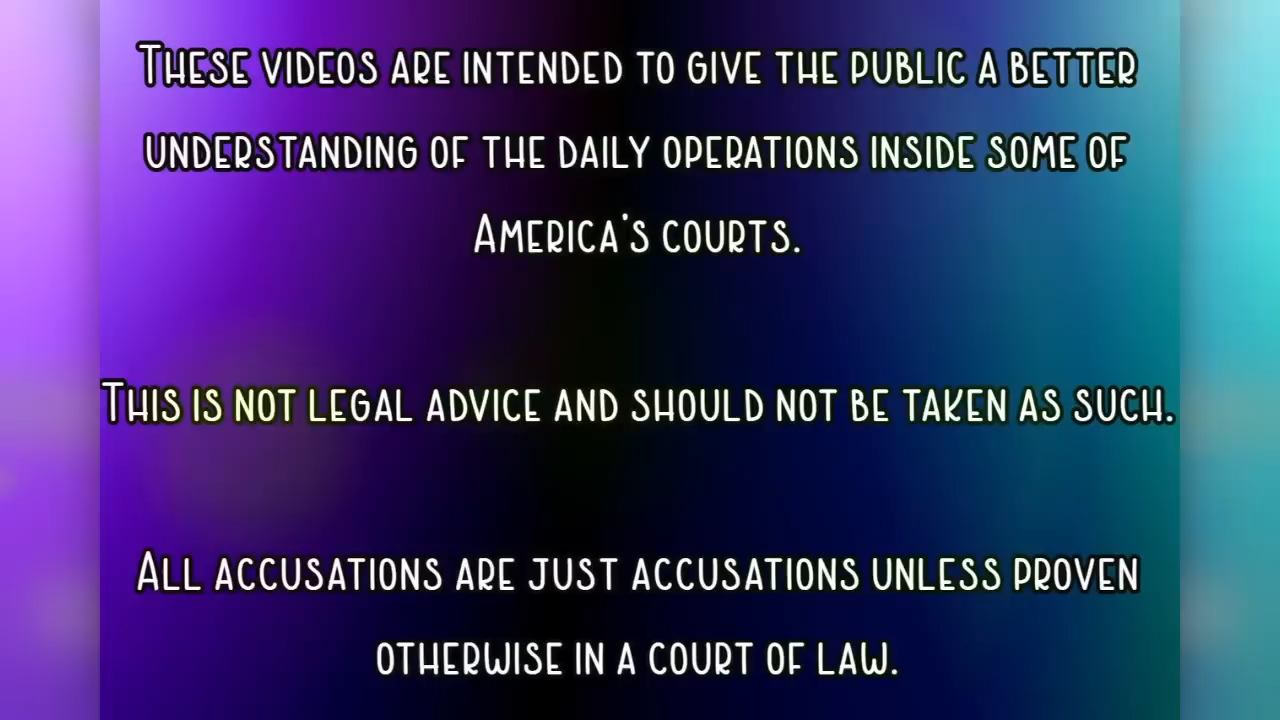 These videos are intended to give the public a better
understanding of the daily operations inside some of
America's courts.
This is not legal advice and should not be taken as such.
All accusations are just accusations unless proven
otherwise in a court of law.